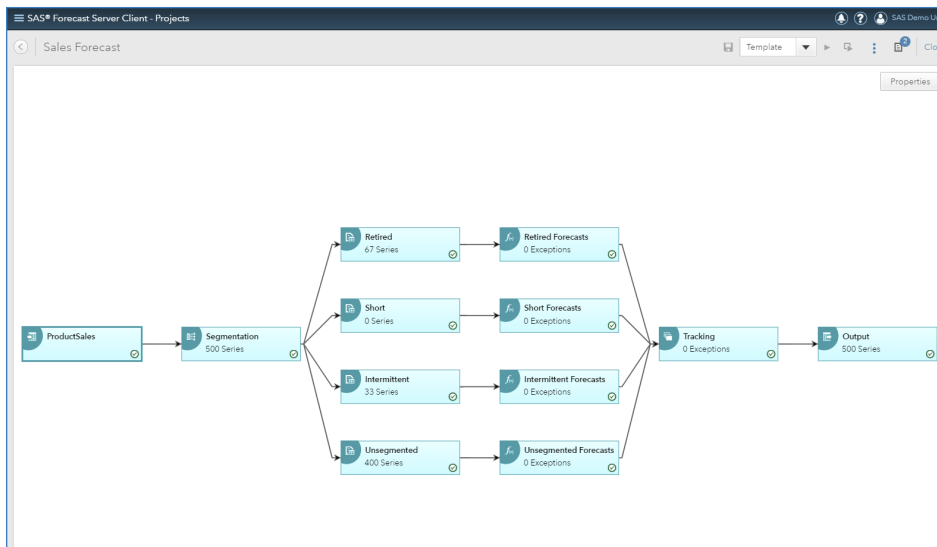 SAS® Forecast Server Client - Projects
SAS Demo U
Sales Forecast
Template
Clo
Properties
Retired
67 Series
Retired Forecasts
0 Exceptions
Short
0 Series
Short Forecasts
0 Exceptions
ProductSales
Segmentation
500 Series
Tracking
0 Exceptions
Output
500 Series
Intermittent
33 Series
Intermittent Forecasts
0 Exceptions
Unsegmented
400 Series
Unsegmented Forecasts
0 Exceptions